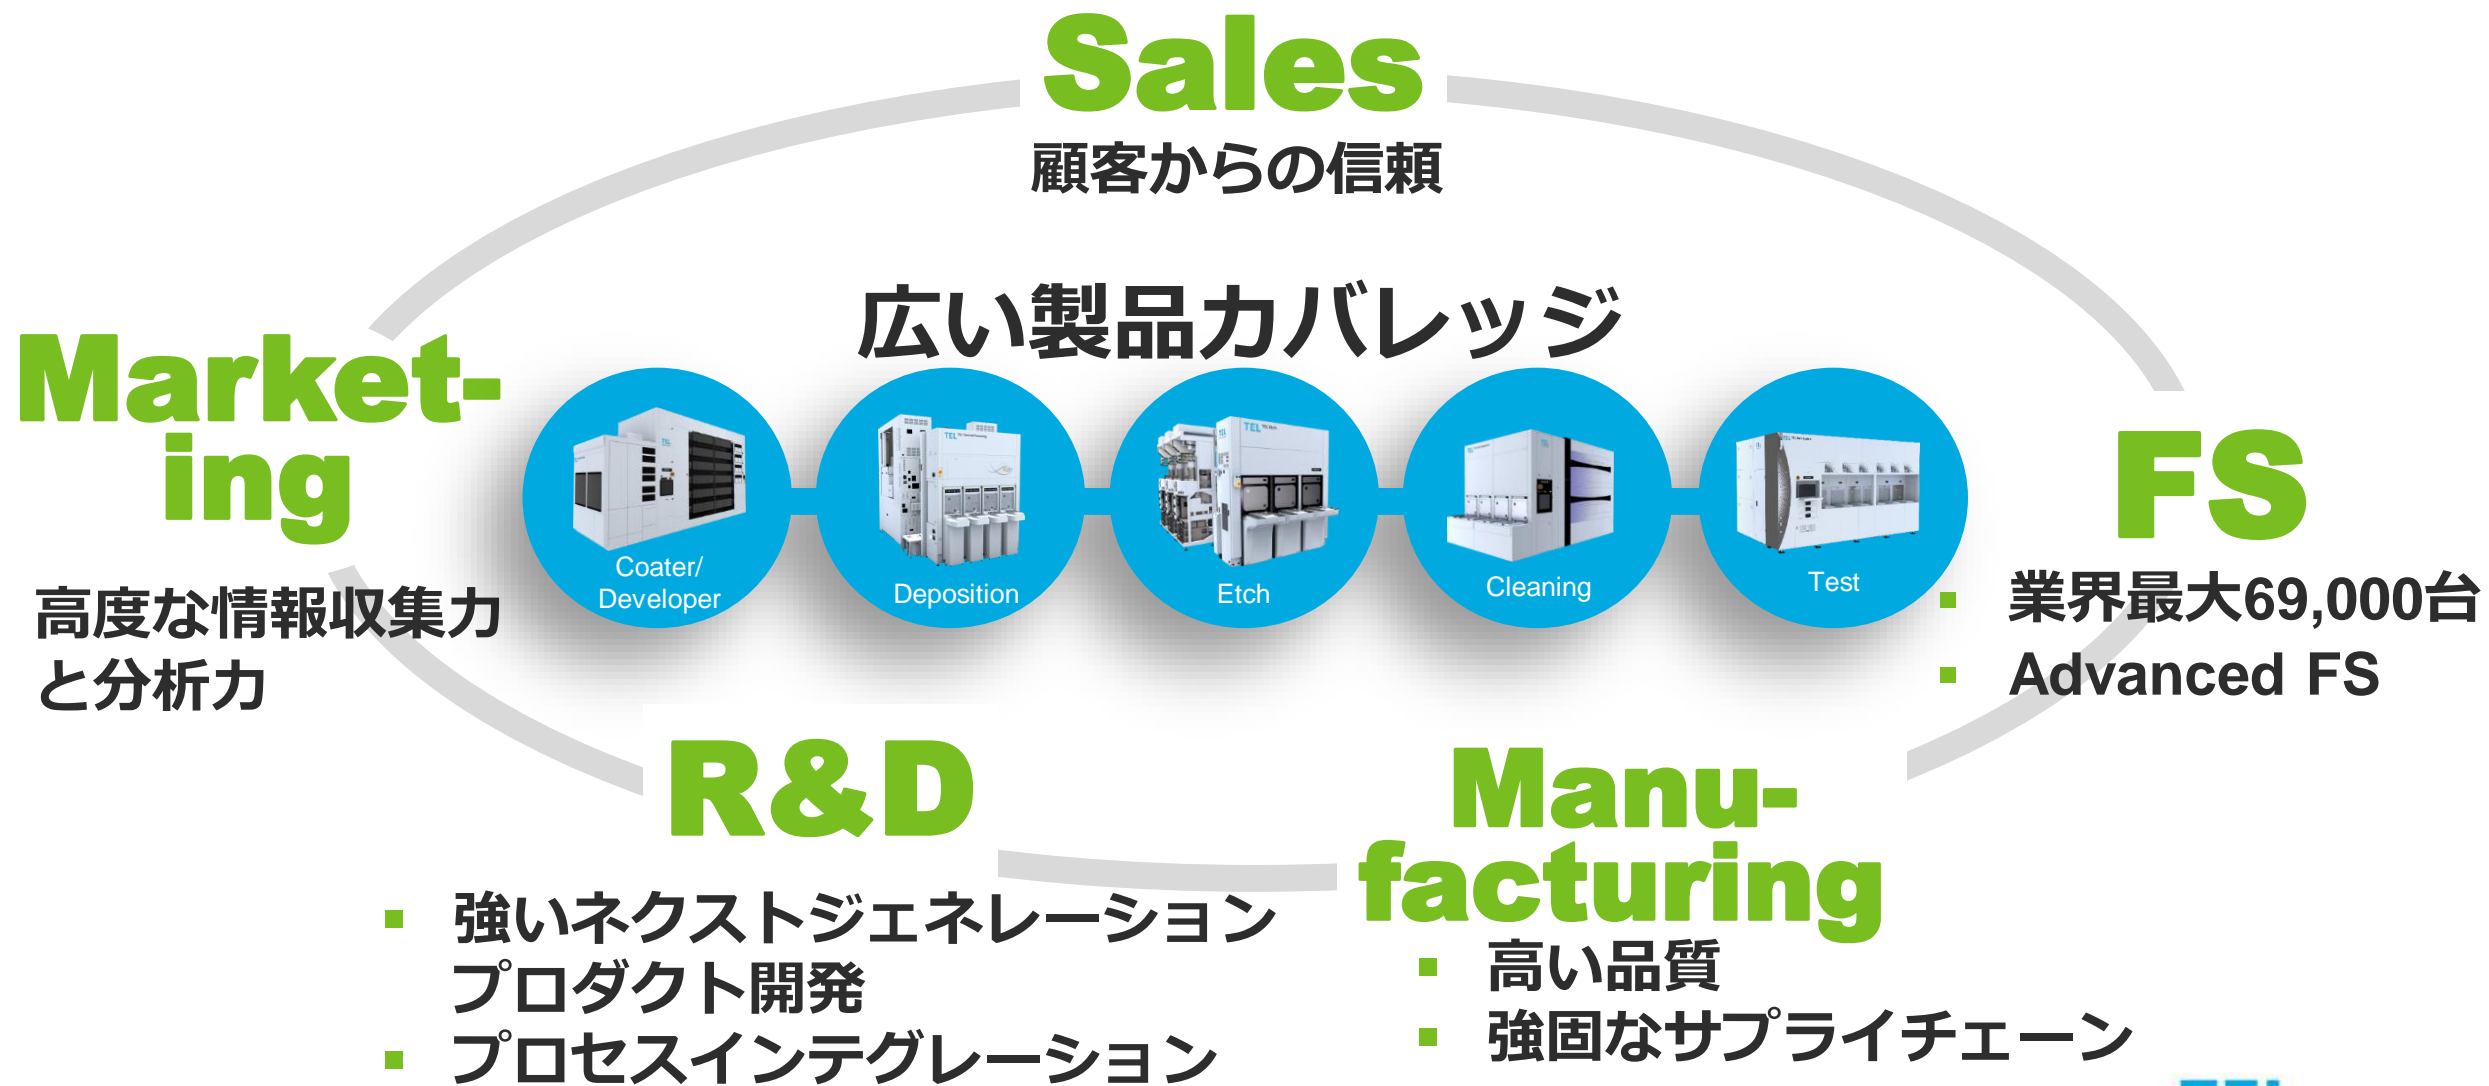 Sales
顧客からの信頼
広い製品カバレッジ
Market-
ing
高度な情報収集力
と分析力
Coater/
Developer
Deposition
Etch
Cleaning
Test
FS
業界最大69,000台
Advanced FS
R&D
強いネクストジェネレーション
プロダクト開発
プロセスインテグレーション
Manu-
facturing
高い品質
強固なサプライチェーン